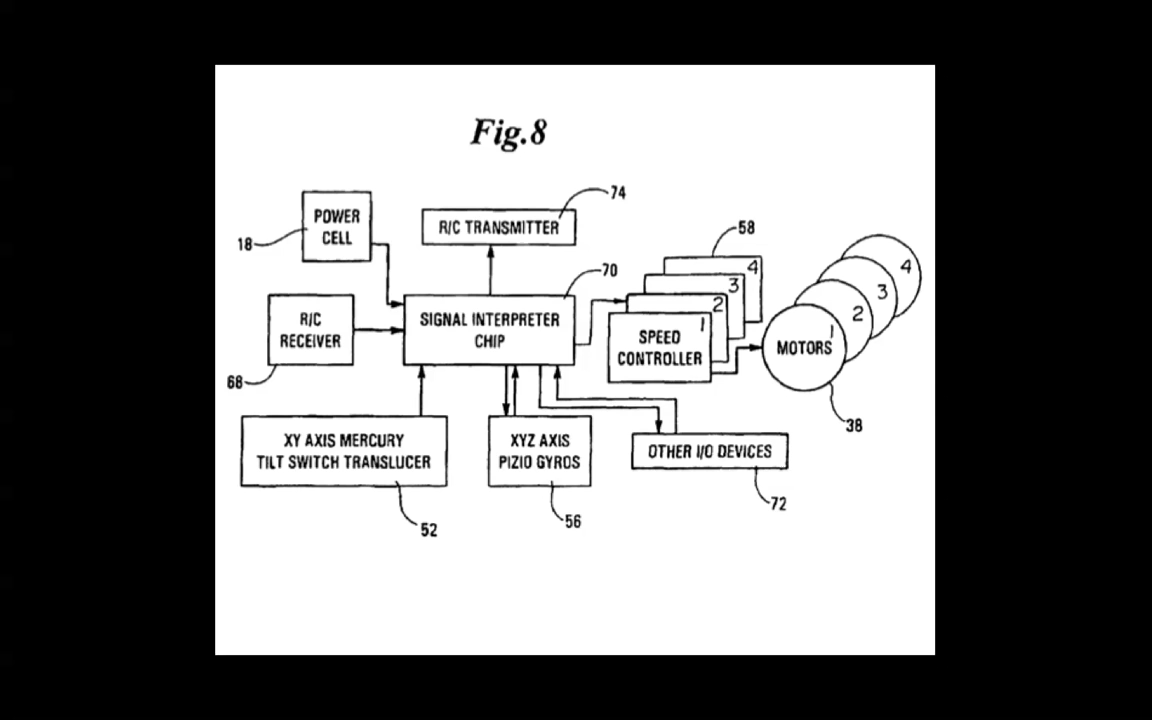 Fig.8
74
POWER
CELL
18
R/C TRANSMITTER
58
70
4
3
2
1
4
3
2
1
R/C
RECEIVER
68
SIGNAL INTERPRETER
CHIP
SPEED
CONTROLLER
MOTORS
38
XY AXIS MERCURY
TILT SWITCH TRANSLUCER
52
XYZ AXIS
PIZIO GYROS
56
OTHER I/O DEVICES
72